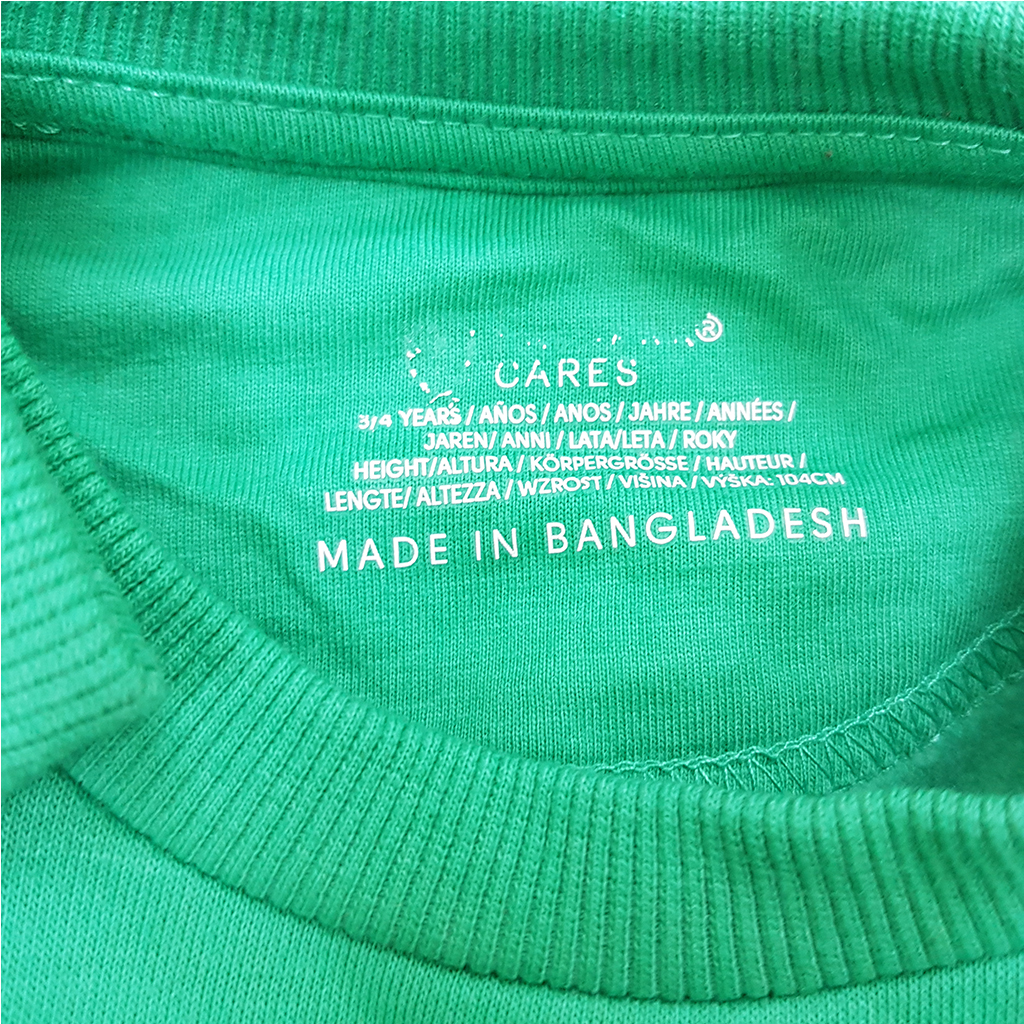 ®
CARES
3/4 YEARS / AÑOS / ANOS / JAHRE / ANNÉES /
JAREN/ ANNI / LATA/LETA / ROKY
HEIGHT/ALTURA / KÖRPERGRÖSSE / HAUTEUR /
LENGTE/ ALTEZZA / WZROST / VIŠINA / VÝŠKA: 104CM
MADE IN BANGLADESH